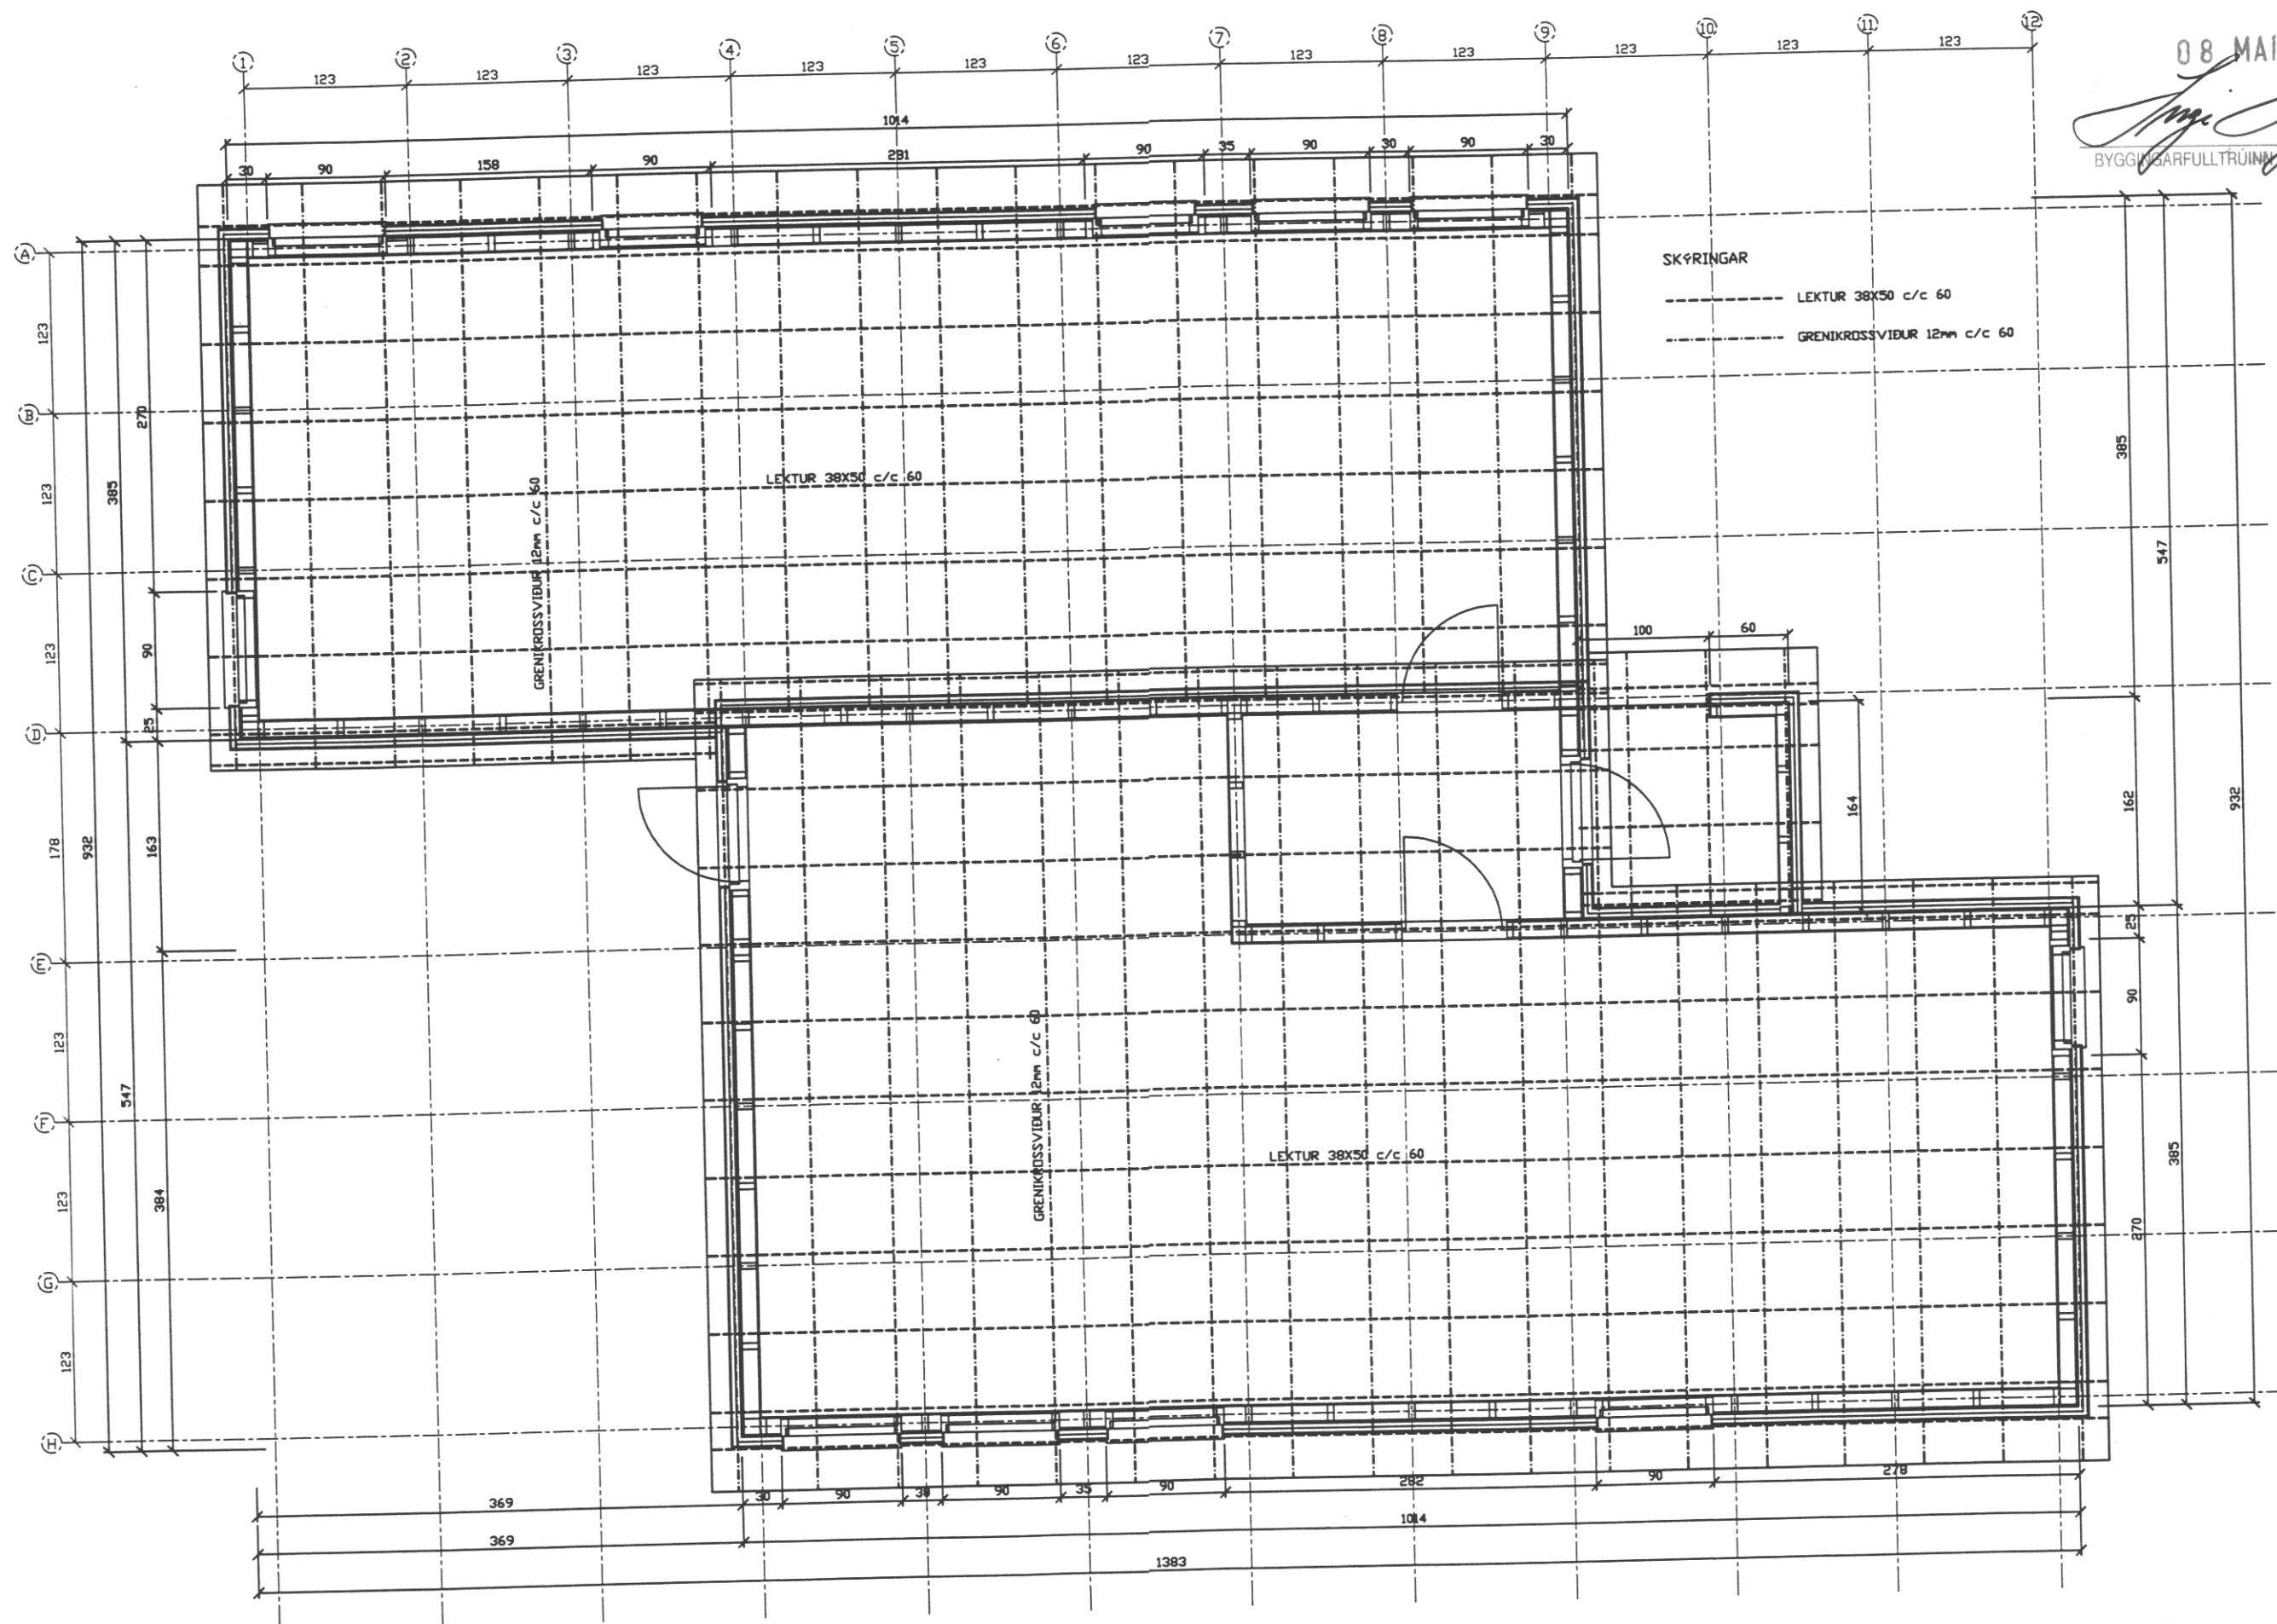 1 2 3 4 5 6 7 8 9 10 11 12
123 123 123 123 123 123 123 123 123 123 123
08 MAI
BYGGINGARFULLTRÚINN
1014
30 90 158 90 281 90 35 90 30 90 30
SKÝRINGAR
LEKTUR 38X50 c/c 60
GRENIKROSSVIÐUR 12mm c/c 60
A
B
C
D
E
F
G
H
123
123
123
178
123
123
123
932
385
547
270
90
25
163
384
LEKTUR 38X50 c/c 60
GRENIKROSSVIÐUR 12mm c/c 60
100 60
164
385
162
25
90
270
547
385
932
GRENIKROSSVIÐUR 12mm c/c 60
LEKTUR 38X50 c/c 60
369 30 90 30 90 35 90 282 90 278
369 1014
1383